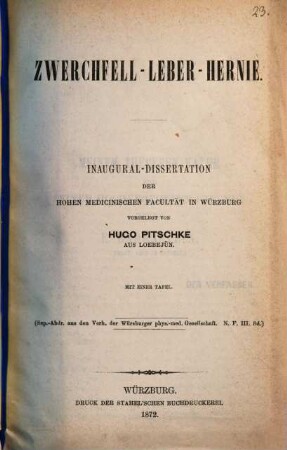 23.
ZWERCHFELL-LEBER-HERNIE.
INAUGURAL-DISSERTATION
DER
HOHEN MEDICINISCHEN FACULTÄT IN WÜRZBURG
VORGELEGT VON
HUGO PITSCHKE
AUS LOEBEJÜN.
MIT EINER TAFEL.
(Sep.-Abdr. aus den Verh. der Würzburger phys.-med. Gesellschaft. N. F. III. Bd.)
WÜRZBURG.
DRUCK DER STAHEL'SCHEN BUCHDRUCKEREI.
1872.